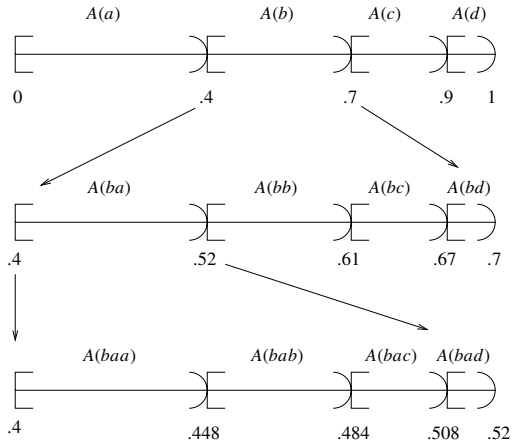 A(a) A(b) A(c) A(d)
0 .4 .7 .9 1
A(ba) A(bb) A(bc) A(bd)
.4 .52 .61 .67 .7
A(baa) A(bab) A(bac) A(bad)
.4 .448 .484 .508 .52